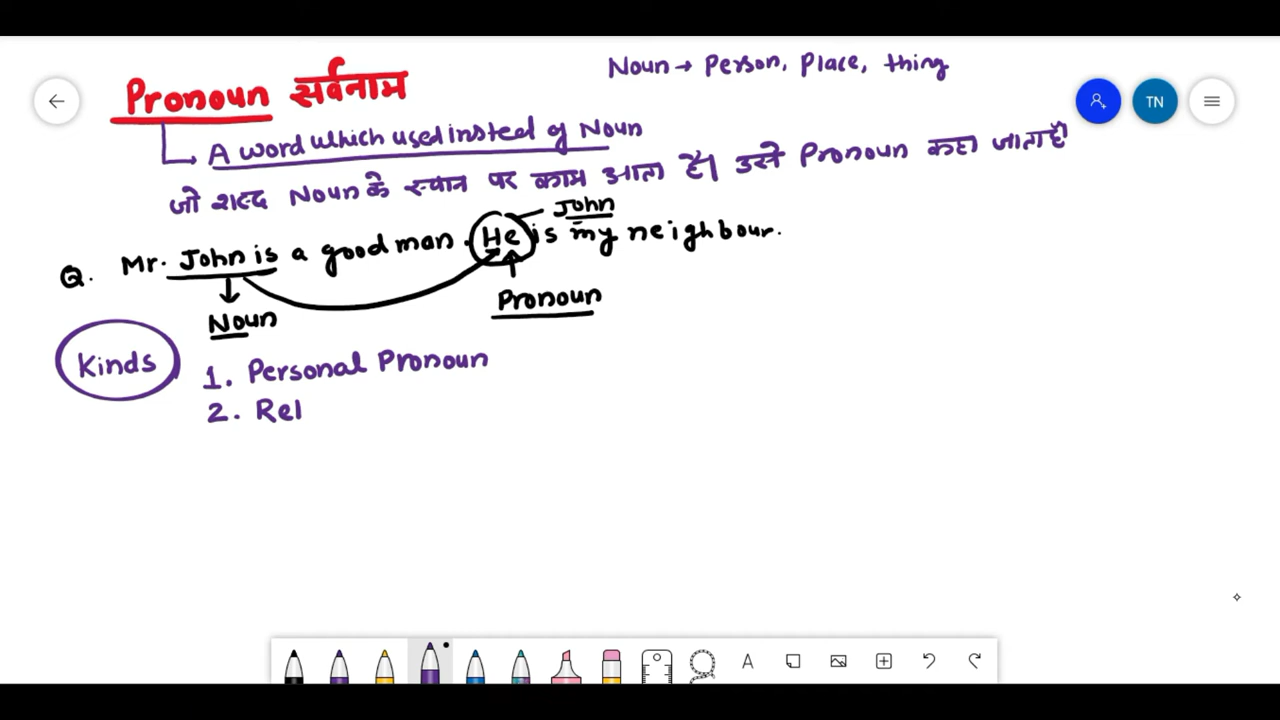 Noun → Person, Place, thing
Pronoun सर्वनाम
TN
A word which used insted of Noun
जो शब्द Noun के स्थान पर काम आता है। उसे Pronoun कहा जाता है
John
Q. Mr. John is a good man. He is my neighbour.
Pronoun
Noun
Kinds
1. Personal Pronoun
2. Rel
A